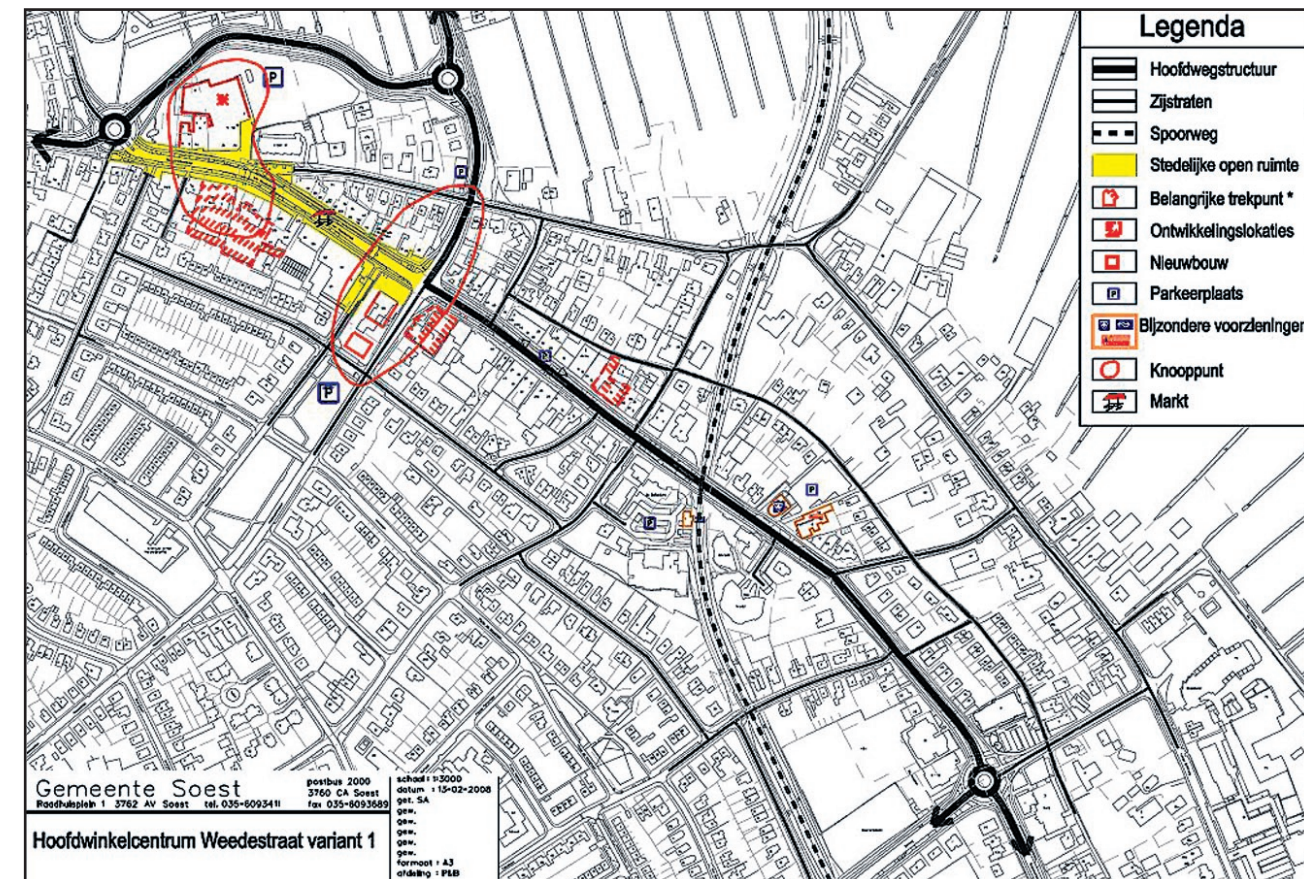 Legenda
Hoofdwegstructuur
Zijstraten
Spoorweg
Stedelijke open ruimte
Belangrijke trekpunt *
Ontwikkelingslokaties
Nieuwbouw
P Parkeerplaats
Bijzondere voorzieningen
Knooppunt
Markt
P
P
P
P
P
P
Gemeente Soest
Raadhuisplein 1 3762 AV Soest tel. 035-6093411
postbus 2000
3760 CA Soest
fax 035-6093689
schaal : 1:3000
datum : 13-02-2008
get. SA
gew.
gew.
gew.
gew.
gew.
formaat : A3
afdeling : P&B
Hoofdwinkelcentrum Weedestraat variant 1